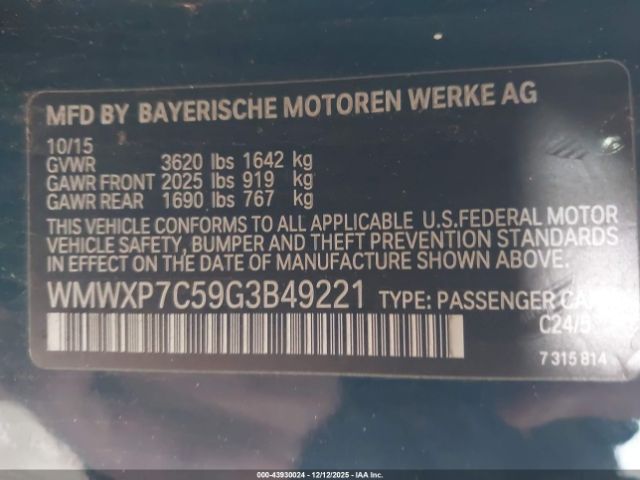 MFD BY BAYERISCHE MOTOREN WERKE AG
10/15
GVWR 3620 lbs 1642 kg
GAWR FRONT 2025 lbs 919 kg
GAWR REAR 1690 lbs 767 kg
THIS VEHICLE CONFORMS TO ALL APPLICABLE U.S.FEDERAL MOTOR
VEHICLE SAFETY, BUMPER AND THEFT PREVENTION STANDARDS
IN EFFECT ON THE DATE OF MANUFACTURE SHOWN ABOVE.
WMWXP7C59G3B49221 TYPE: PASSENGER CAR
C24/5
7 315 814
000-43930024 - 12/12/2025 - IAA Inc.